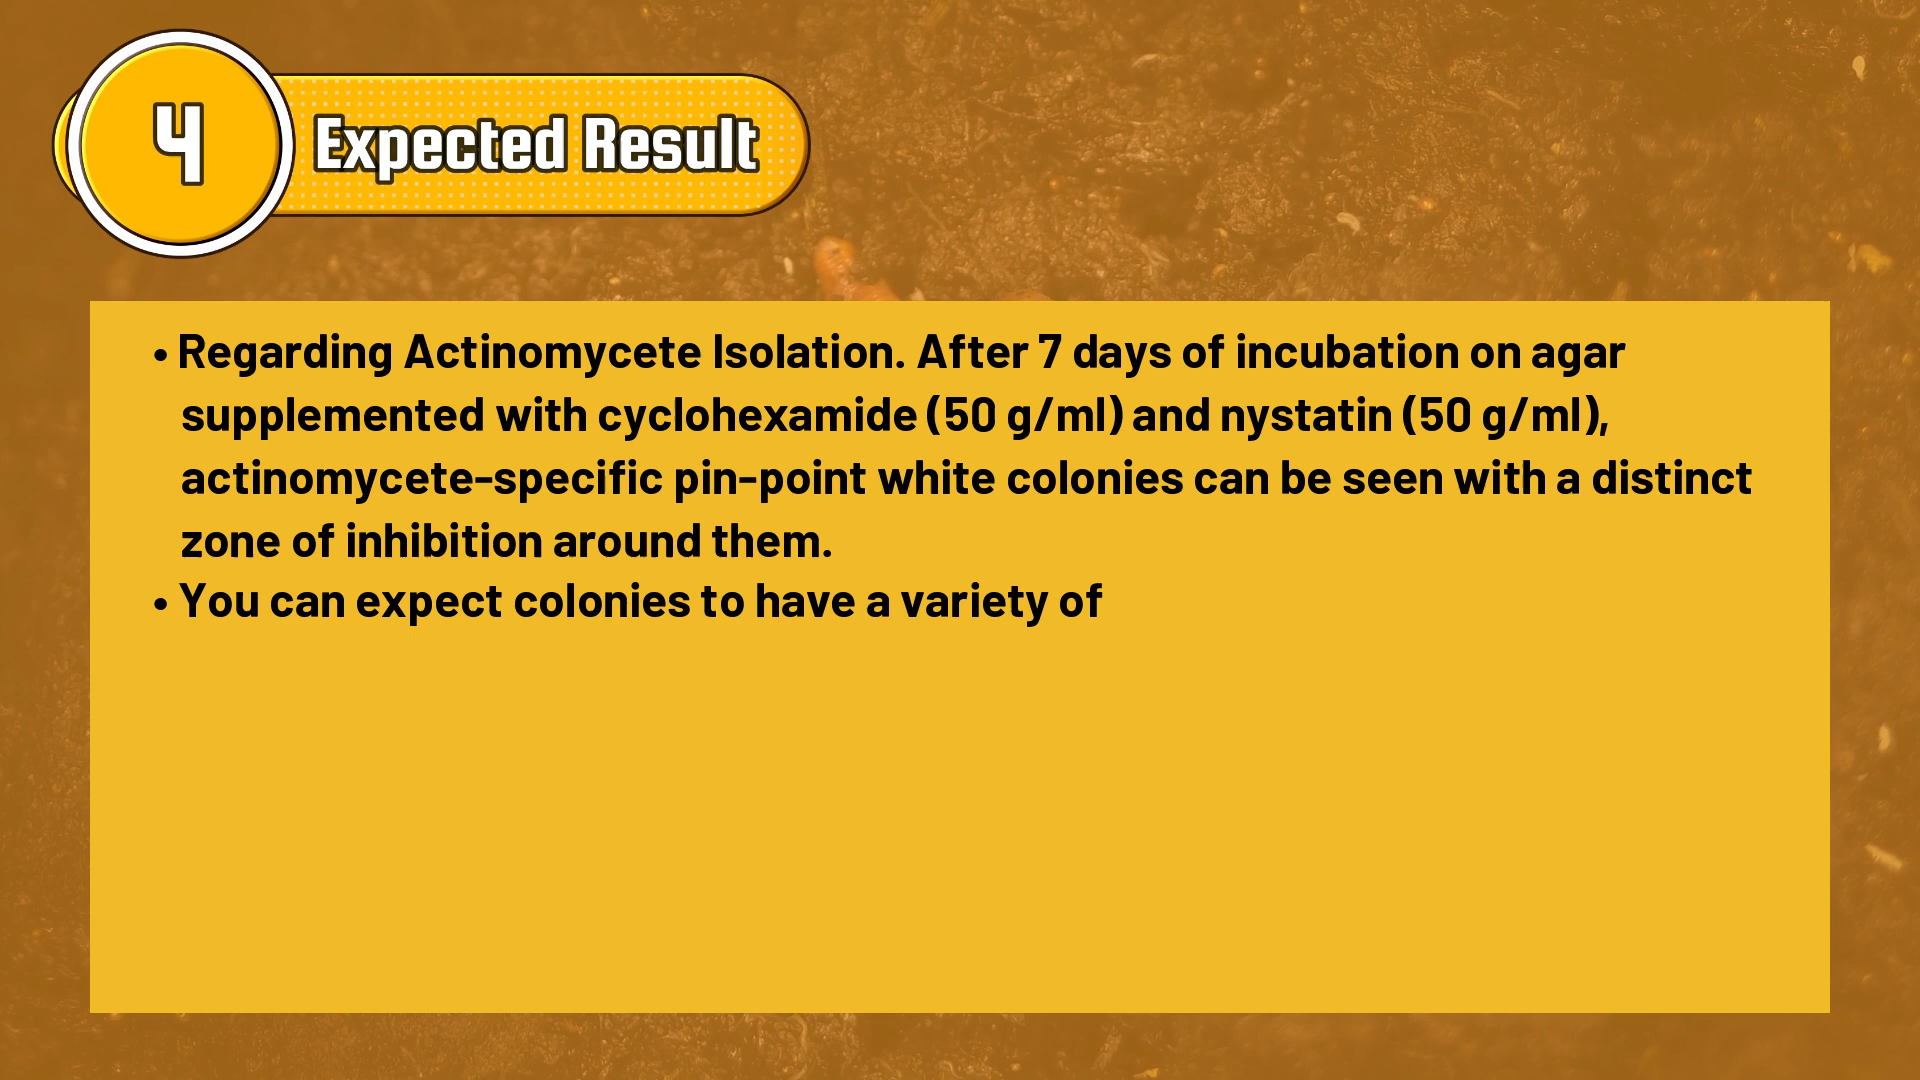 4
Expected Result
• Regarding Actinomycete Isolation. After 7 days of incubation on agar
supplemented with cyclohexamide (50 g/ml) and nystatin (50 g/ml),
actinomycete-specific pin-point white colonies can be seen with a distinct
zone of inhibition around them.
• You can expect colonies to have a variety of